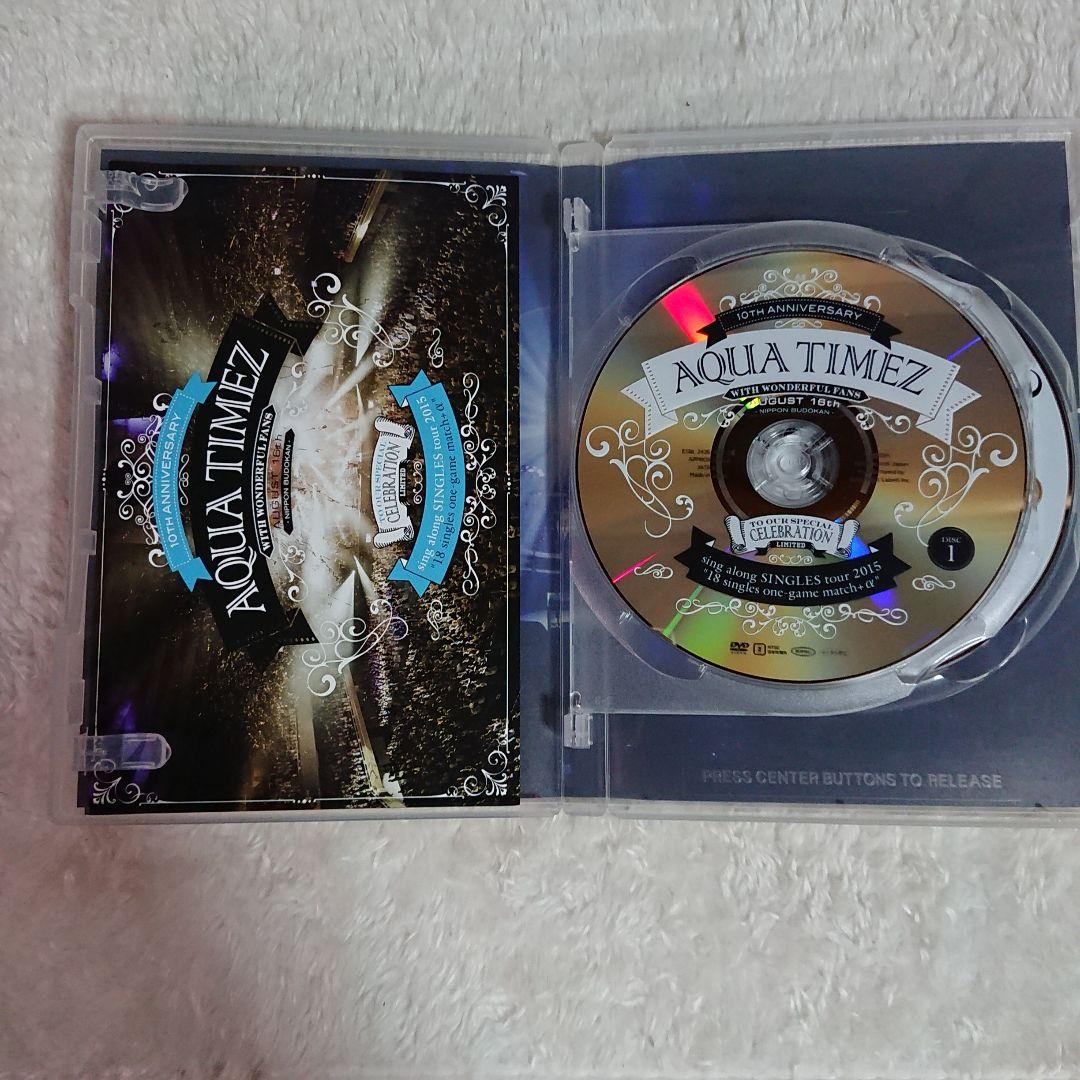 10TH ANNIVERSARY
AQUA TIMEZ
WITH WONDERFUL FANS
AUGUST 16th
- NIPPON BUDOKAN -
TO OUR SPECIAL
CELEBRATION
LIMITED
sing along SINGLES tour 2015
"18 singles one-game match+α"
10TH ANNIVERSARY
AQUA TIMEZ
WITH WONDERFUL FANS
AUGUST 16th
- NIPPON BUDOKAN -
TO OUR SPECIAL
CELEBRATION
LIMITED
sing along SINGLES tour 2015
"18 singles one-game match+α"
DISC
1
DVD
VIDEO
NTSC
PRESS CENTER BUTTONS TO RELEASE